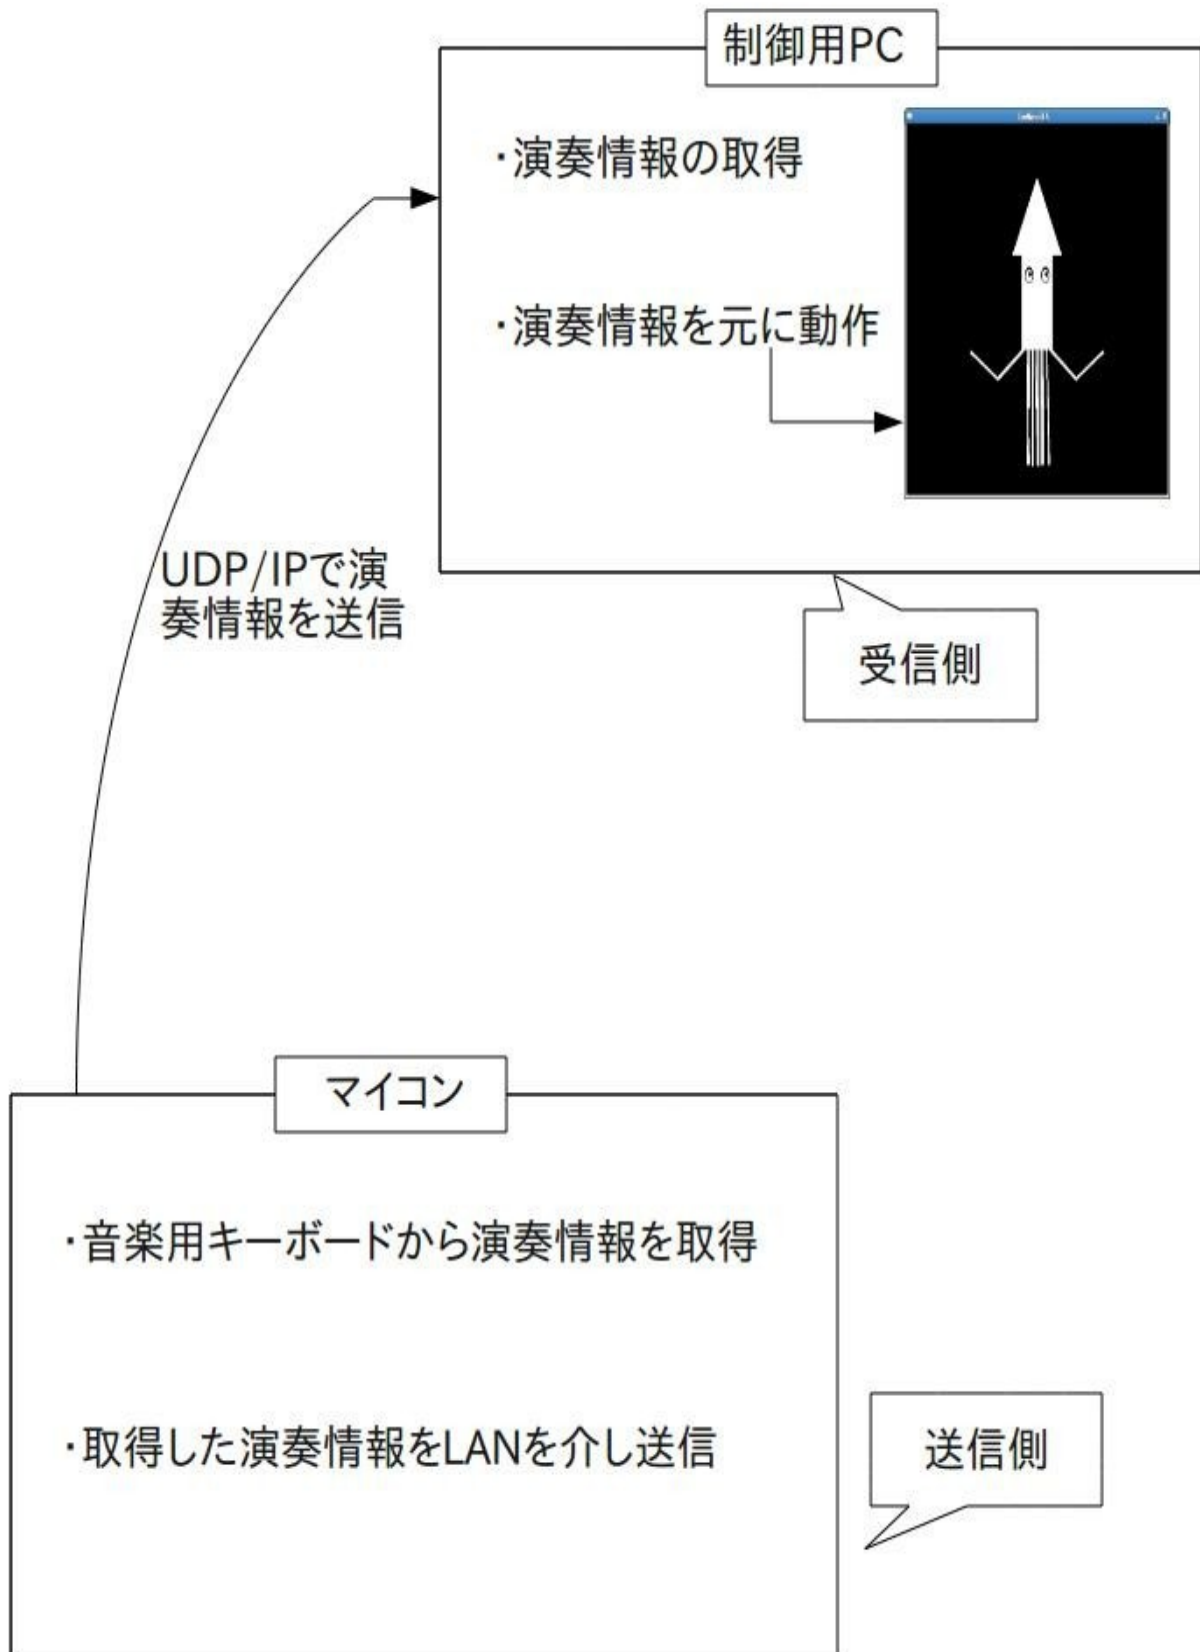 制御用PC
・演奏情報の取得
・演奏情報を元に動作
UDP/IPで演
奏情報を送信
受信側
マイコン
・音楽用キーボードから演奏情報を取得
・取得した演奏情報をLANを介し送信
送信側